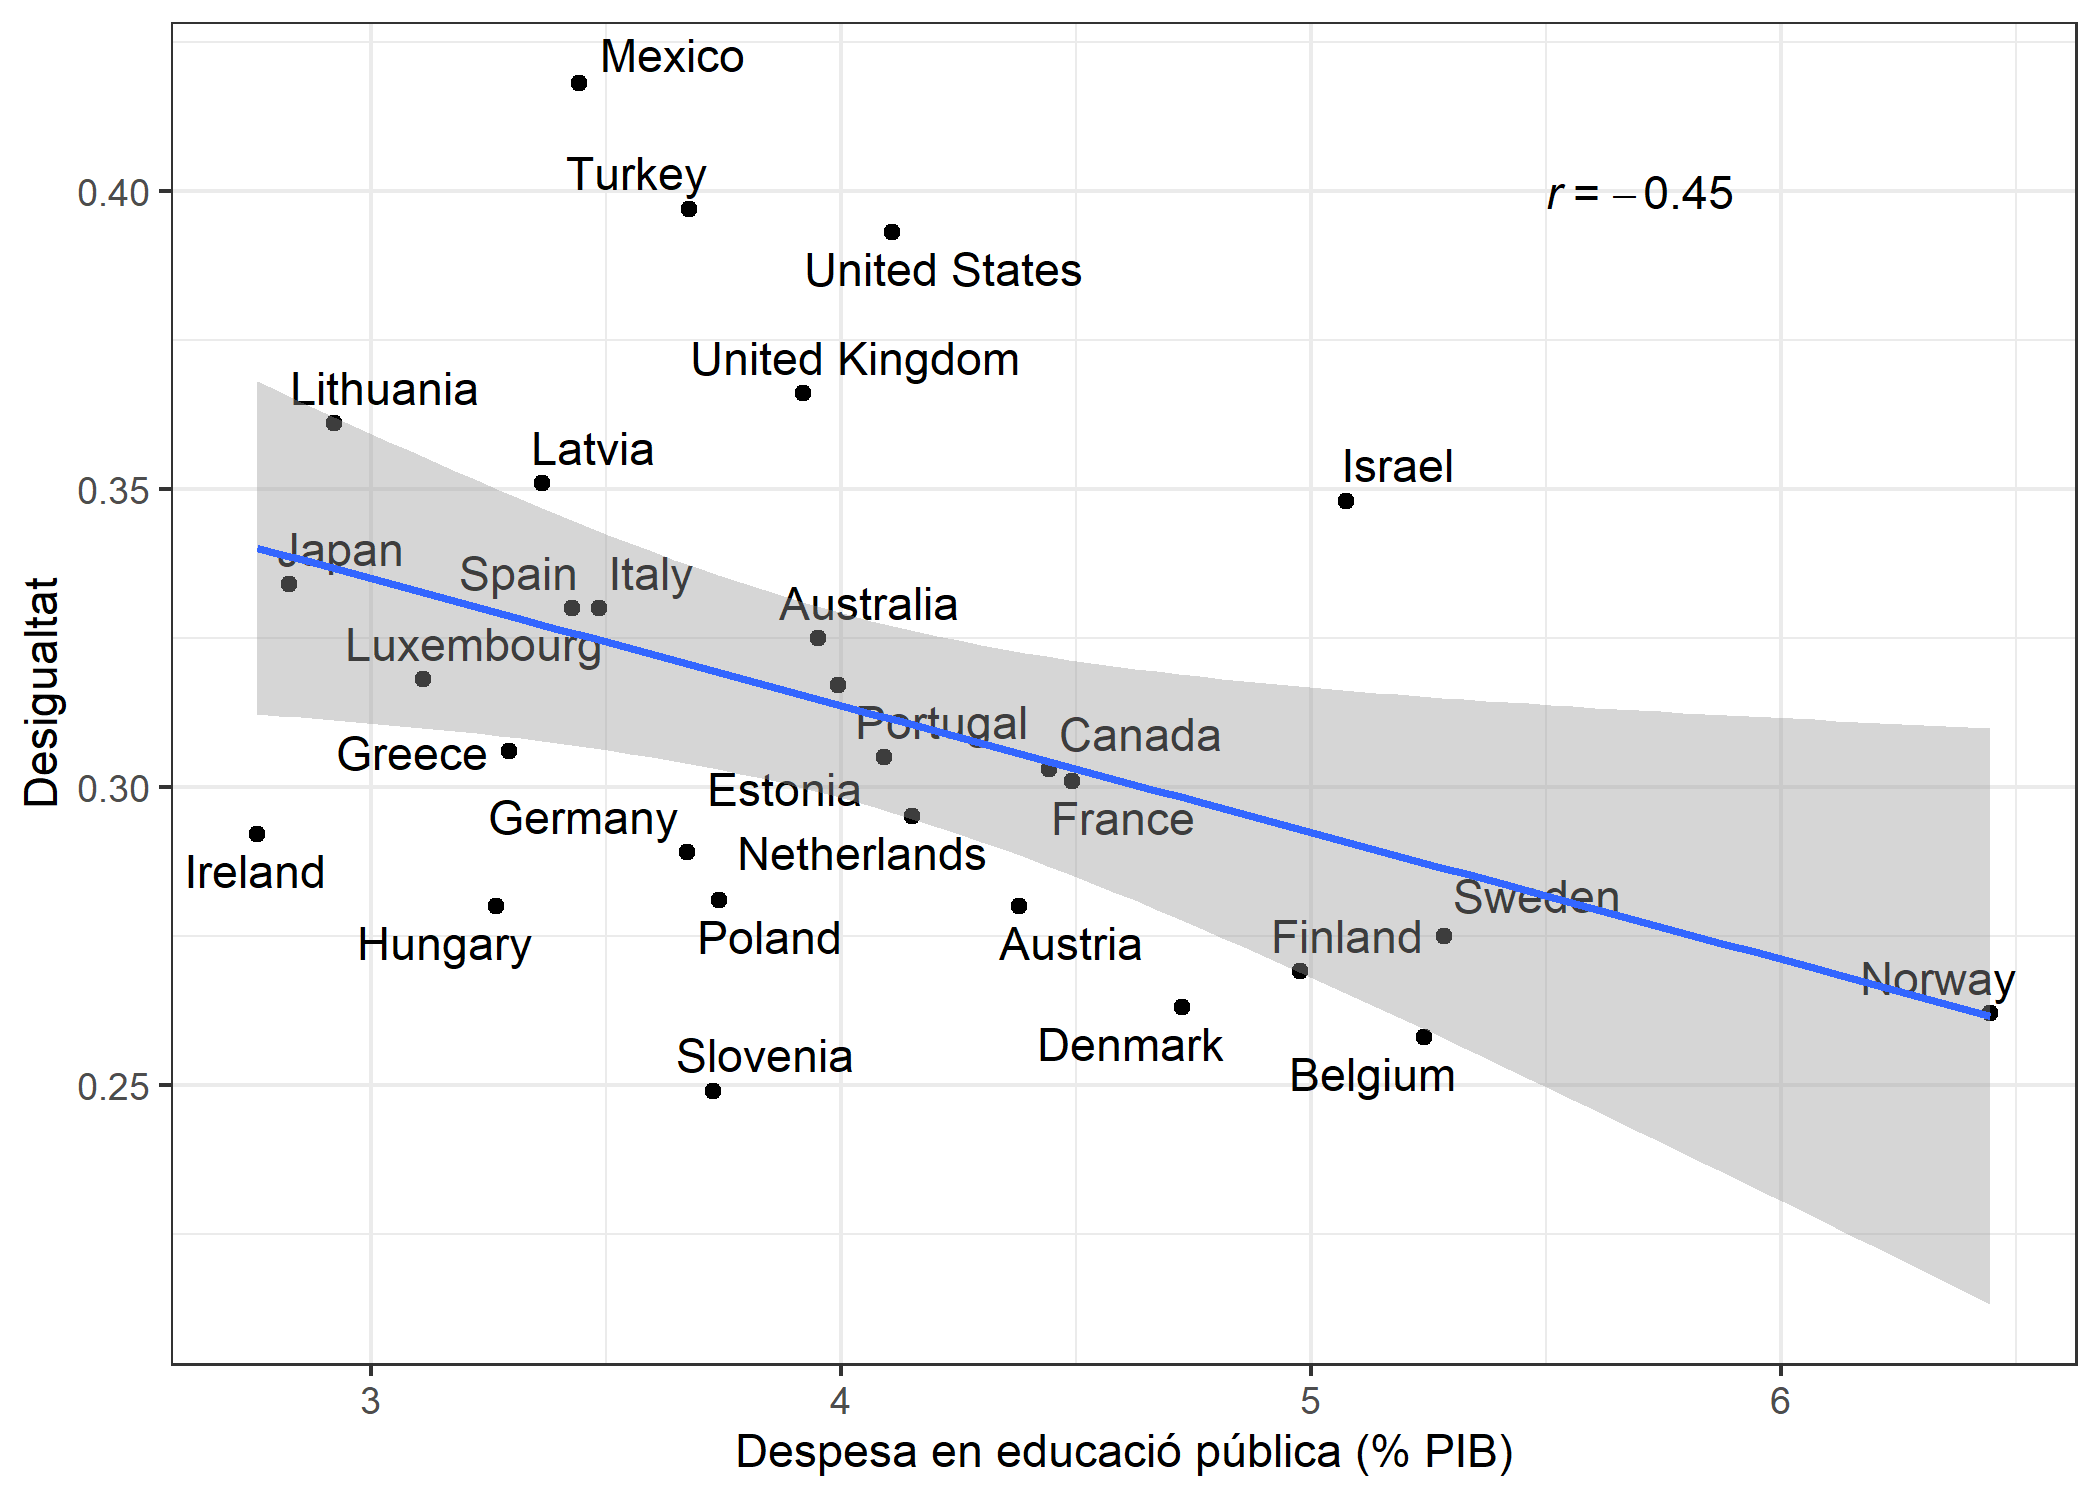 Mexico
Turkey
0.40
r = −0.45
United States
United Kingdom
Lithuania
Latvia
Israel
0.35
Japan
Spain
Italy
Australia
Luxembourg
Portugal
Canada
Greece
0.30
Estonia
Germany
France
Netherlands
Ireland
Sweden
Hungary
Poland
Austria
Finland
Norway
Denmark
Slovenia
Belgium
0.25
Desigualtat
3
4
5
6
Despesa en educació pública (% PIB)